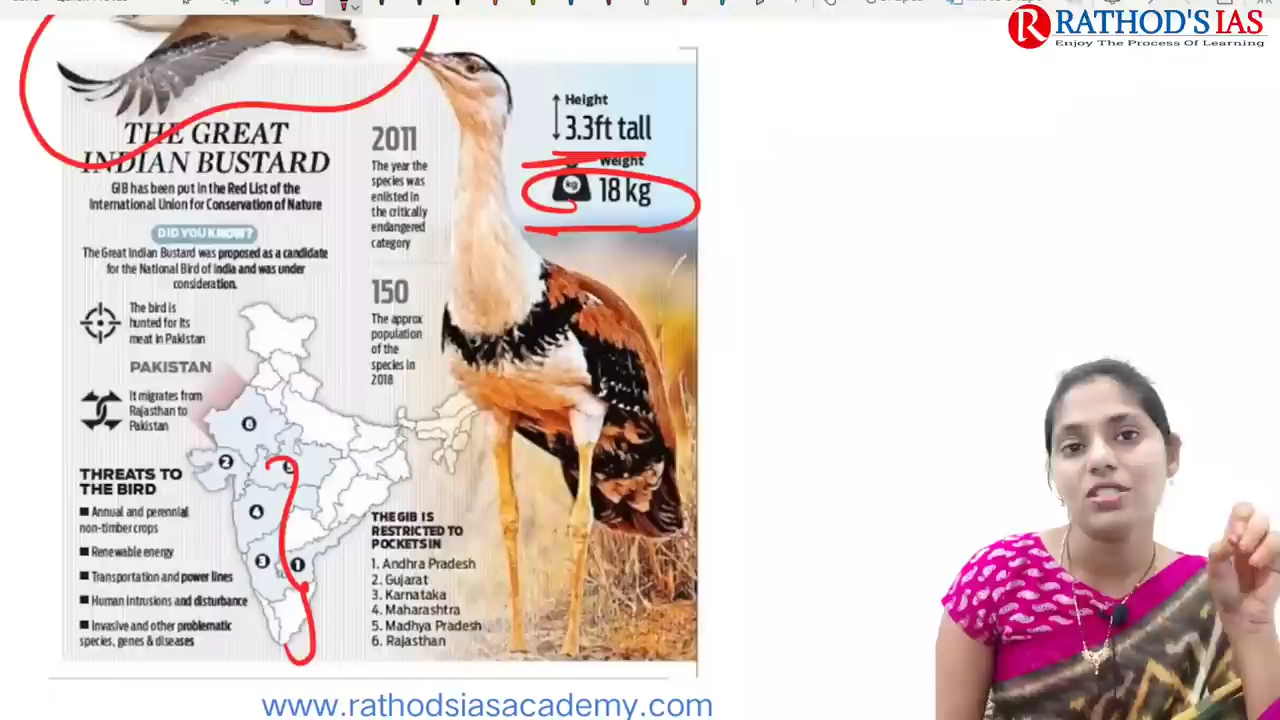 RATHOD'S IAS
Enjoy The Process Of Learning
THE GREAT
INDIAN BUSTARD
GIB has been put in the Red List of the
International Union for Conservation of Nature
DID YOU KNOW?
The Great Indian Bustard was proposed as a candidate
for the National Bird of India and was under
consideration.
The bird is
hunted for its
meat in Pakistan
PAKISTAN
It migrates from
Rajasthan to
Pakistan
THREATS TO
THE BIRD
Annual and perennial
non-timber crops
Renewable energy
Transportation and power lines
Human intrusions and disturbance
Invasive and other problematic
species, genes & diseases
6
2
4
3
1
2011
The year the
species was
enlisted in
the critically
endangered
category
150
The approx
population
of the
species in
2018
THE GIB IS
RESTRICTED TO
POCKETS IN
1. Andhra Pradesh
2. Gujarat
3. Karnataka
4. Maharashtra
5. Madhya Pradesh
6. Rajasthan
Height
3.3ft tall
Weight
kg
18 kg
www.rathodsiasacademy.com